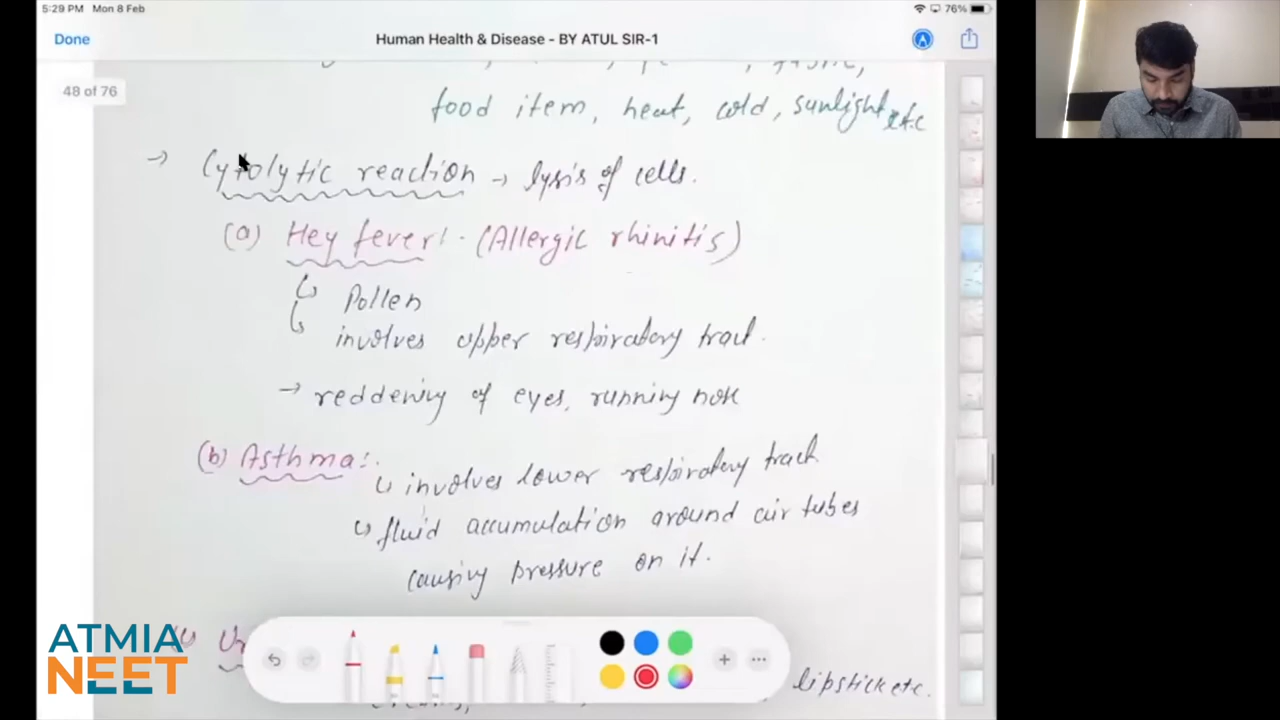 5:29 PM Mon 8 Feb
76%
Done
Human Health & Disease - BY ATUL SIR-1
48 of 76
food item, heat, cold, sunlight etc
→ Cytolytic reaction → lysis of cells.
(a) Hey fever:- (Allergic rhinitis)
Pollen
involves upper respiratory tract.
→ reddening of eyes, running nose
(b) Asthma:-
involves lower respiratory track
fluid accumulation around air tubes
causing pressure on it.
lipstick etc.
ATMIA
NEET